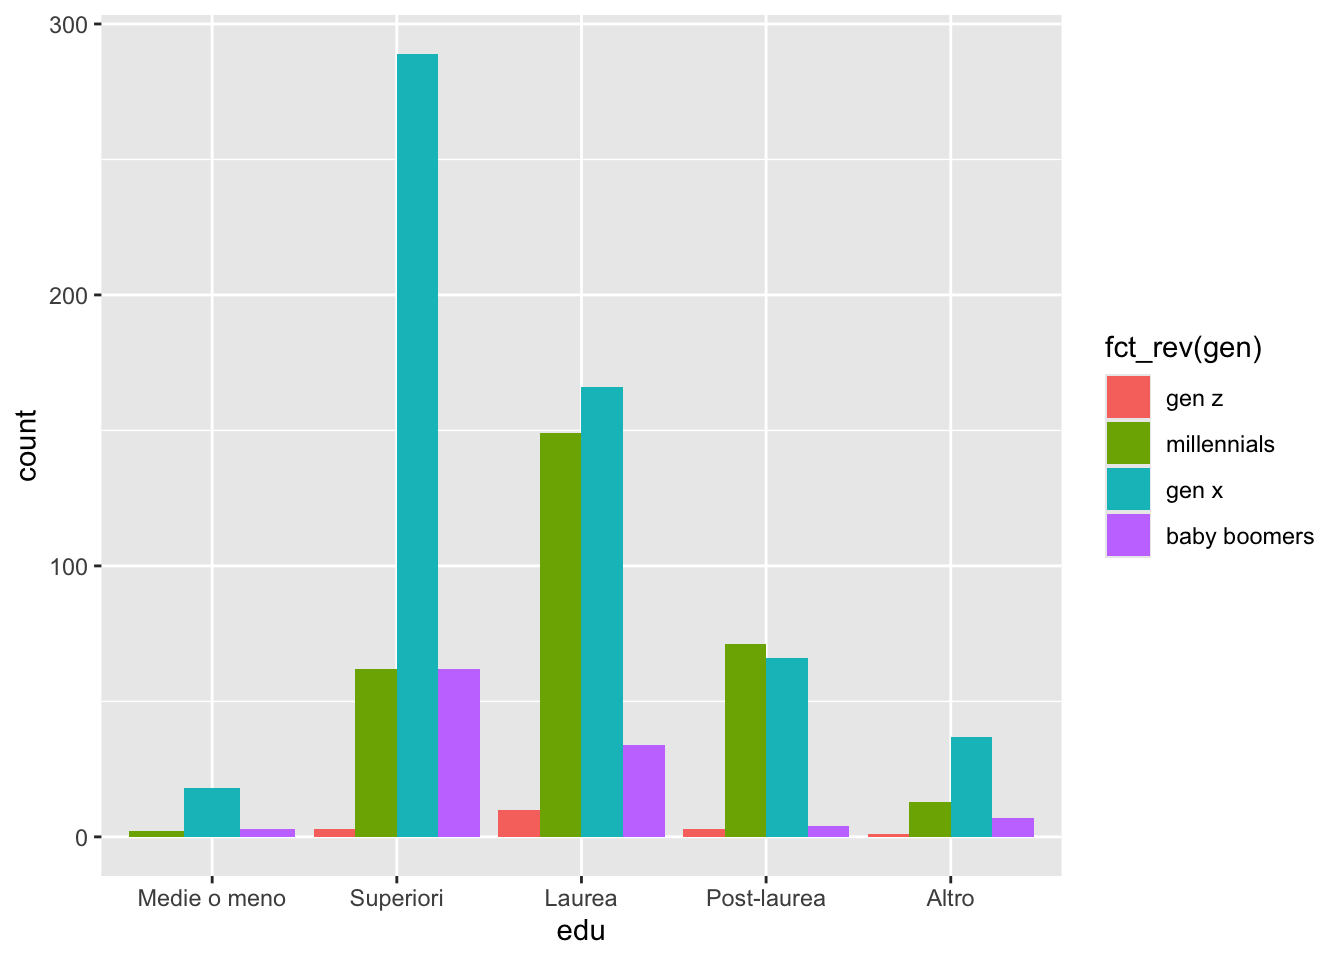 300
200
100
0
count
Medie o meno
Superiori
Laurea
Post-laurea
Altro
edu
fct_rev(gen)
gen z
millennials
gen x
baby boomers